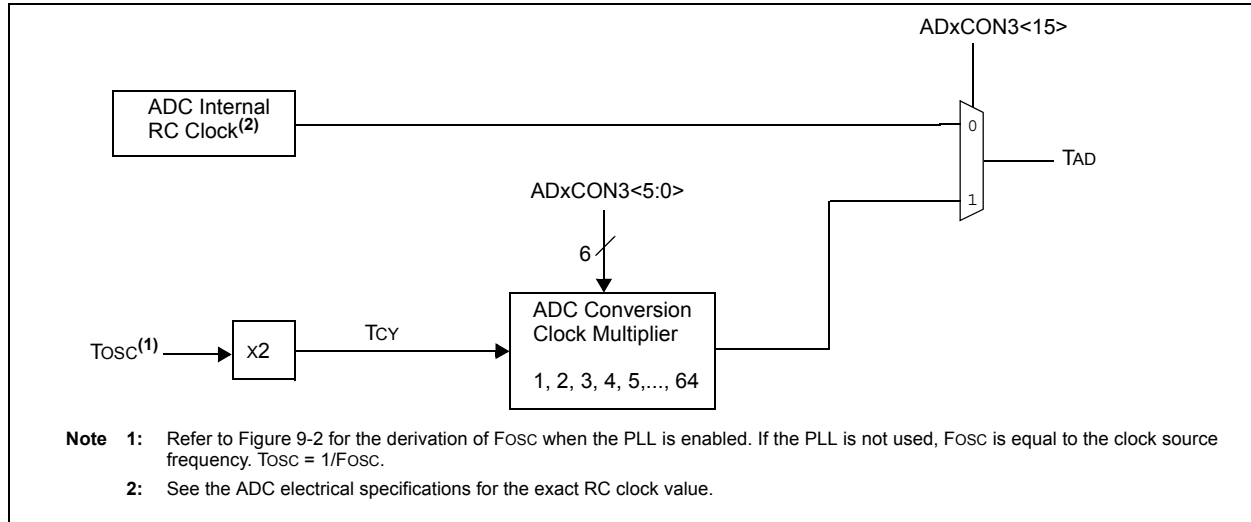 ADxCON3<15>
ADC Internal
RC Clock(2)
0
TAD
ADxCON3<5:0>
1
6
ADC Conversion
Clock Multiplier
TOSC(1)
x2
TCY
1, 2, 3, 4, 5,..., 64
Note 1: Refer to Figure 9-2 for the derivation of FOSC when the PLL is enabled. If the PLL is not used, FOSC is equal to the clock source
frequency. TOSC = 1/FOSC.
2: See the ADC electrical specifications for the exact RC clock value.